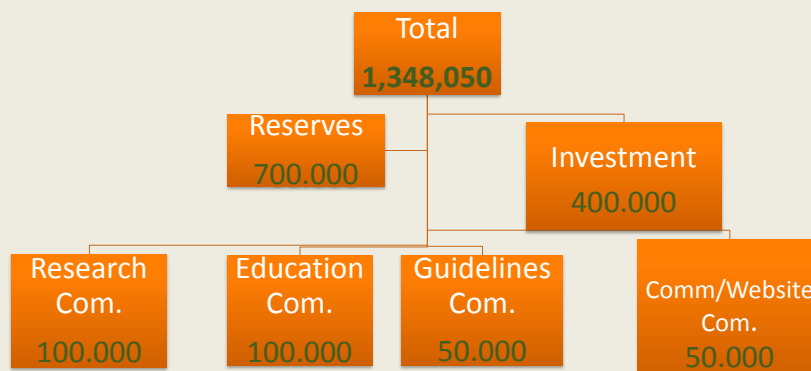 Total
1,348,050
Reserves
700.000
Investment
400.000
Research
Com.
100.000
Education
Com.
100.000
Guidelines
Com.
50.000
Comm/Website
Com.
50.000